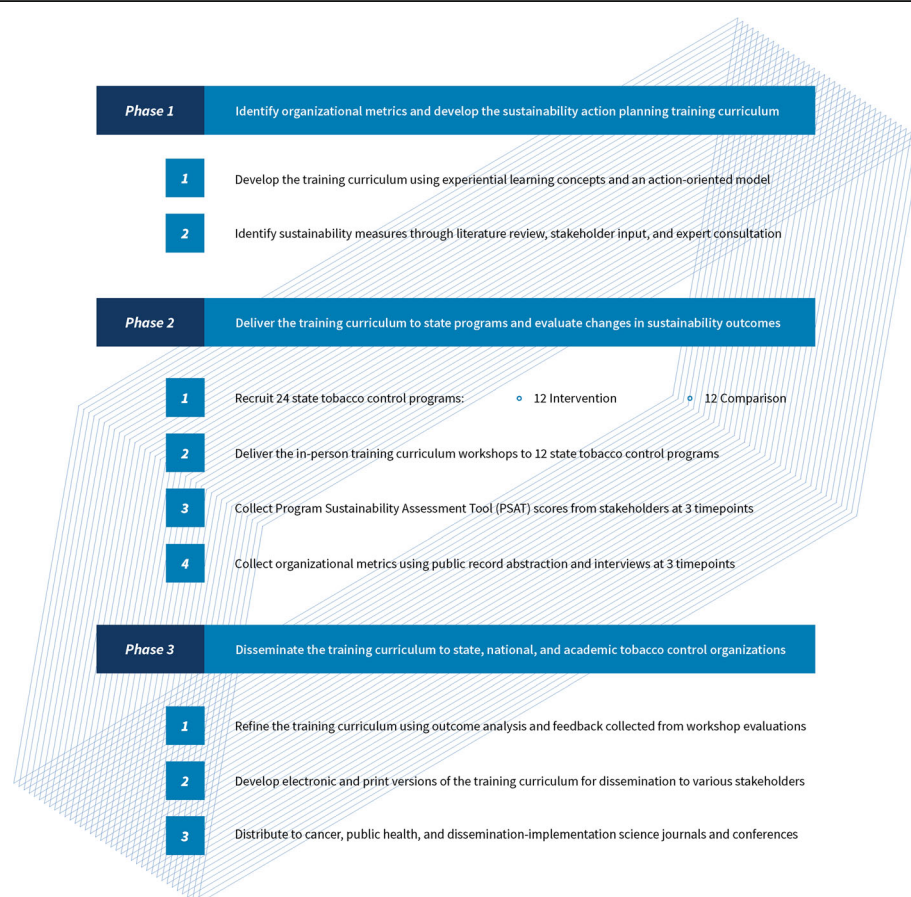 Phase 1 Identify organizational metrics and develop the sustainability action planning training curriculum
1 Develop the training curriculum using experiential learning concepts and an action-oriented model
2 Identify sustainability measures through literature review, stakeholder input, and expert consultation
Phase 2 Deliver the training curriculum to state programs and evaluate changes in sustainability outcomes
1 Recruit 24 state tobacco control programs: 12 Intervention 12 Comparison
2 Deliver the in-person training curriculum workshops to 12 state tobacco control programs
3 Collect Program Sustainability Assessment Tool (PSAT) scores from stakeholders at 3 timepoints
4 Collect organizational metrics using public record abstraction and interviews at 3 timepoints
Phase 3 Disseminate the training curriculum to state, national, and academic tobacco control organizations
1 Refine the training curriculum using outcome analysis and feedback collected from workshop evaluations
2 Develop electronic and print versions of the training curriculum for dissemination to various stakeholders
3 Distribute to cancer, public health, and dissemination-implementation science journals and conferences